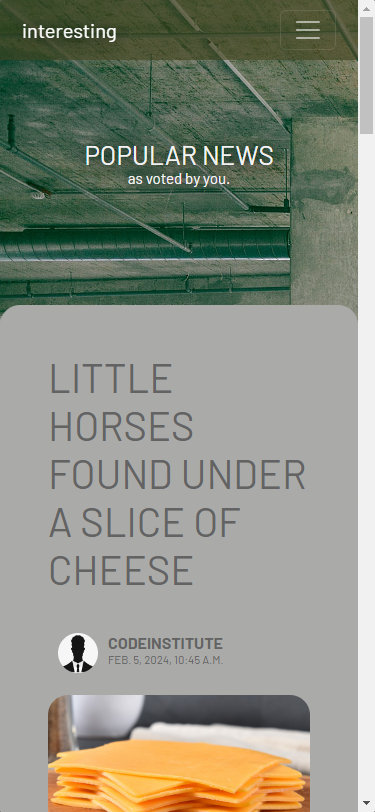 interesting
POPULAR NEWS
as voted by you.
LITTLE
HORSES
FOUND UNDER
A SLICE OF
CHEESE
CODEINSTITUTE
FEB. 5, 2024, 10:45 A.M.